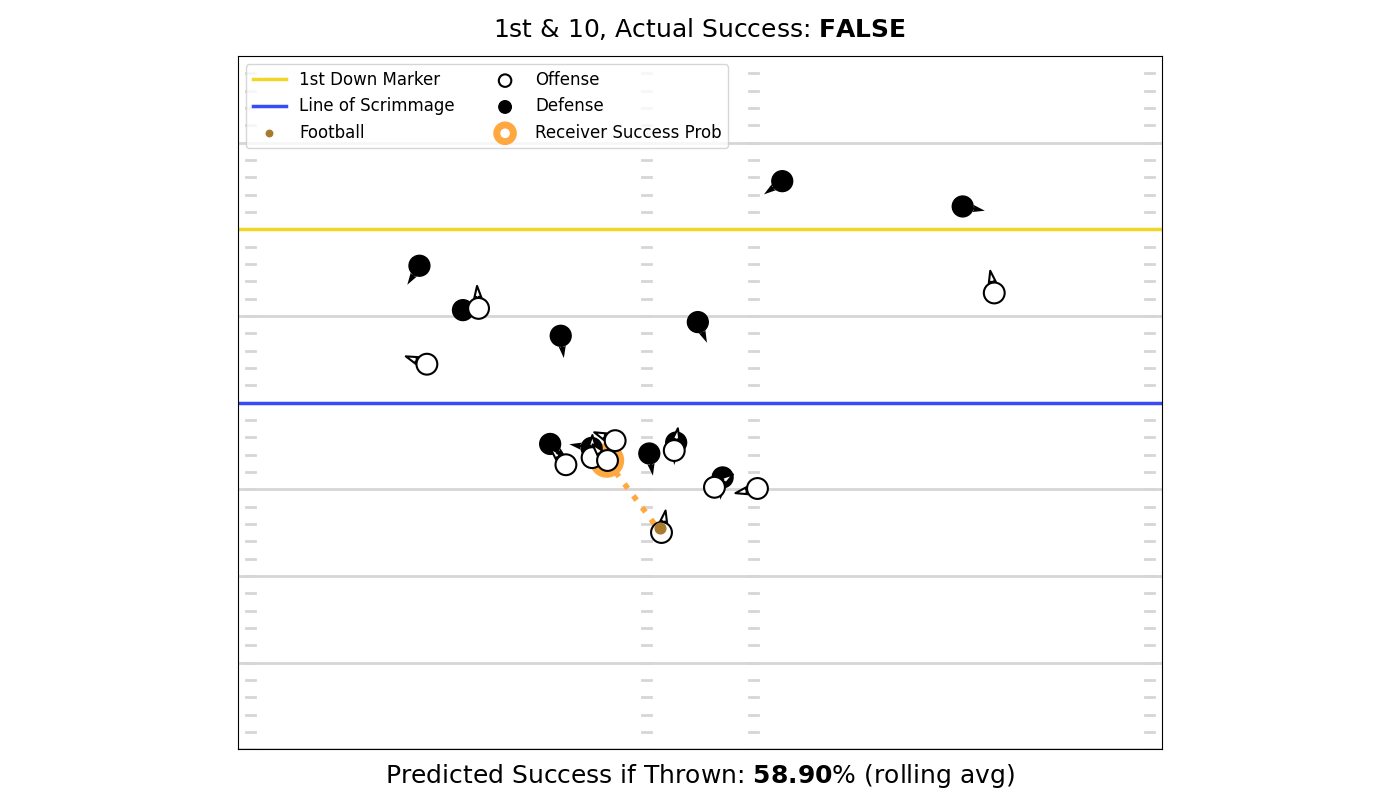 1st & 10, Actual Success: FALSE
1st Down Marker
Line of Scrimmage
Football
Offense
Defense
Receiver Success Prob
Predicted Success if Thrown: 58.90% (rolling avg)